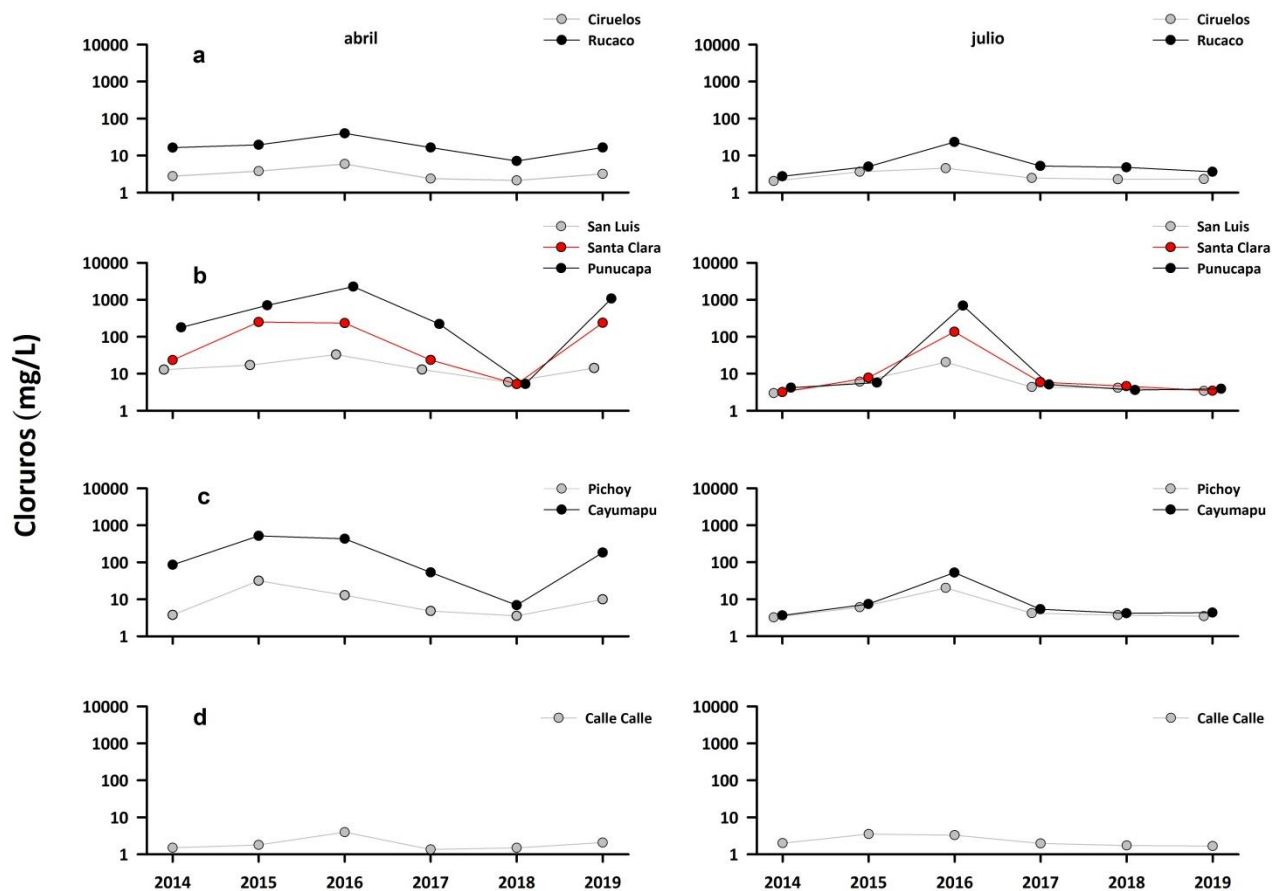 Cloruros (mg/L)
abril
julio
a
Ciruelos
Rucaco
10000
1000
100
10
1
Ciruelos
Rucaco
10000
1000
100
10
1
b
San Luis
Santa Clara
Punucapa
10000
1000
100
10
1
San Luis
Santa Clara
Punucapa
10000
1000
100
10
1
c
Pichoy
Cayumapu
10000
1000
100
10
1
Pichoy
Cayumapu
10000
1000
100
10
1
d
Calle Calle
10000
1000
100
10
1
2014 2015 2016 2017 2018 2019
Calle Calle
10000
1000
100
10
1
2014 2015 2016 2017 2018 2019